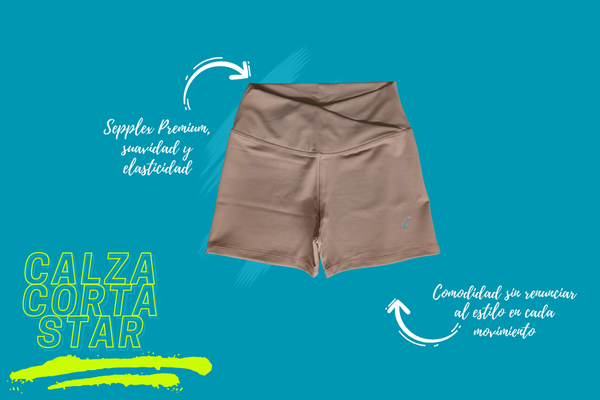 Sepplex Premium,
suavidad y
elasticidad
CALZA
CORTA
STAR
Comodidad sin renunciar
al estilo en cada
movimiento